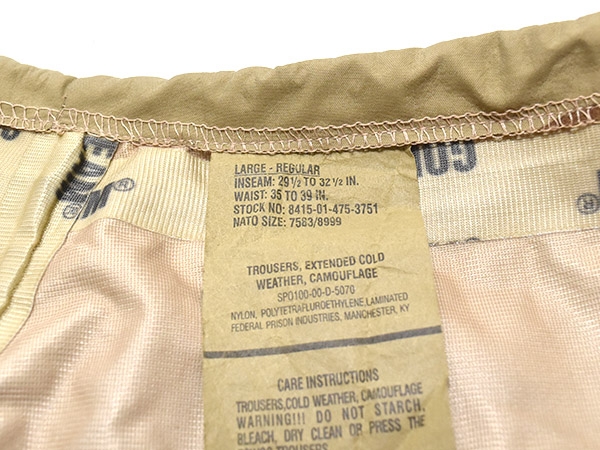 LARGE - REGULAR
INSEAM: 29 1/2 TO 32 1/2 IN.
WAIST: 35 TO 39 IN.
STOCK NO: 8415-01-475-3751
NATO SIZE: 7583/8999
TROUSERS, EXTENDED COLD
WEATHER, CAMOUFLAGE
SPO100-00-D-5070
NYLON, POLYTETRAFLUROETHYLENE, LAMINATED
FEDERAL PRISON INDUSTRIES, MANCHESTER, KY
CARE INSTRUCTIONS
TROUSERS,COLD WEATHER, CAMOUFLAGE
WARNING!!! DO NOT STARCH,
BLEACH, DRY CLEAN OR PRESS THE